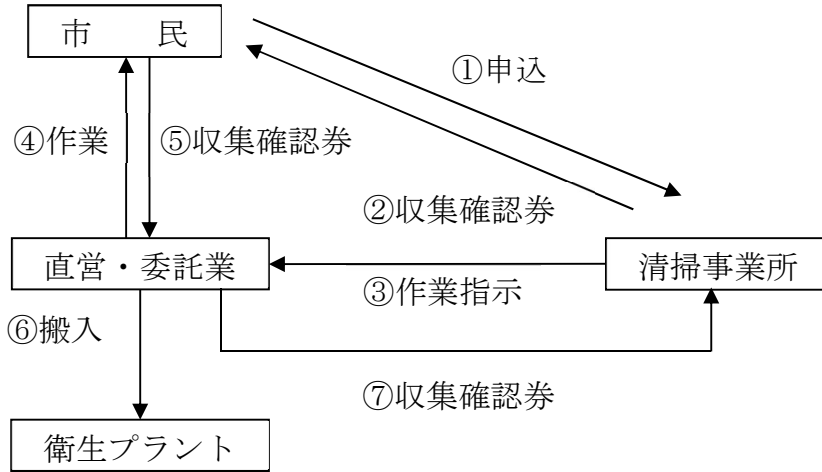 市　　民
①申込
④作業
⑤収集確認券
②収集確認券
直営・委託業
清掃事業所
③作業指示
⑥搬入
⑦収集確認券
衛生プラント